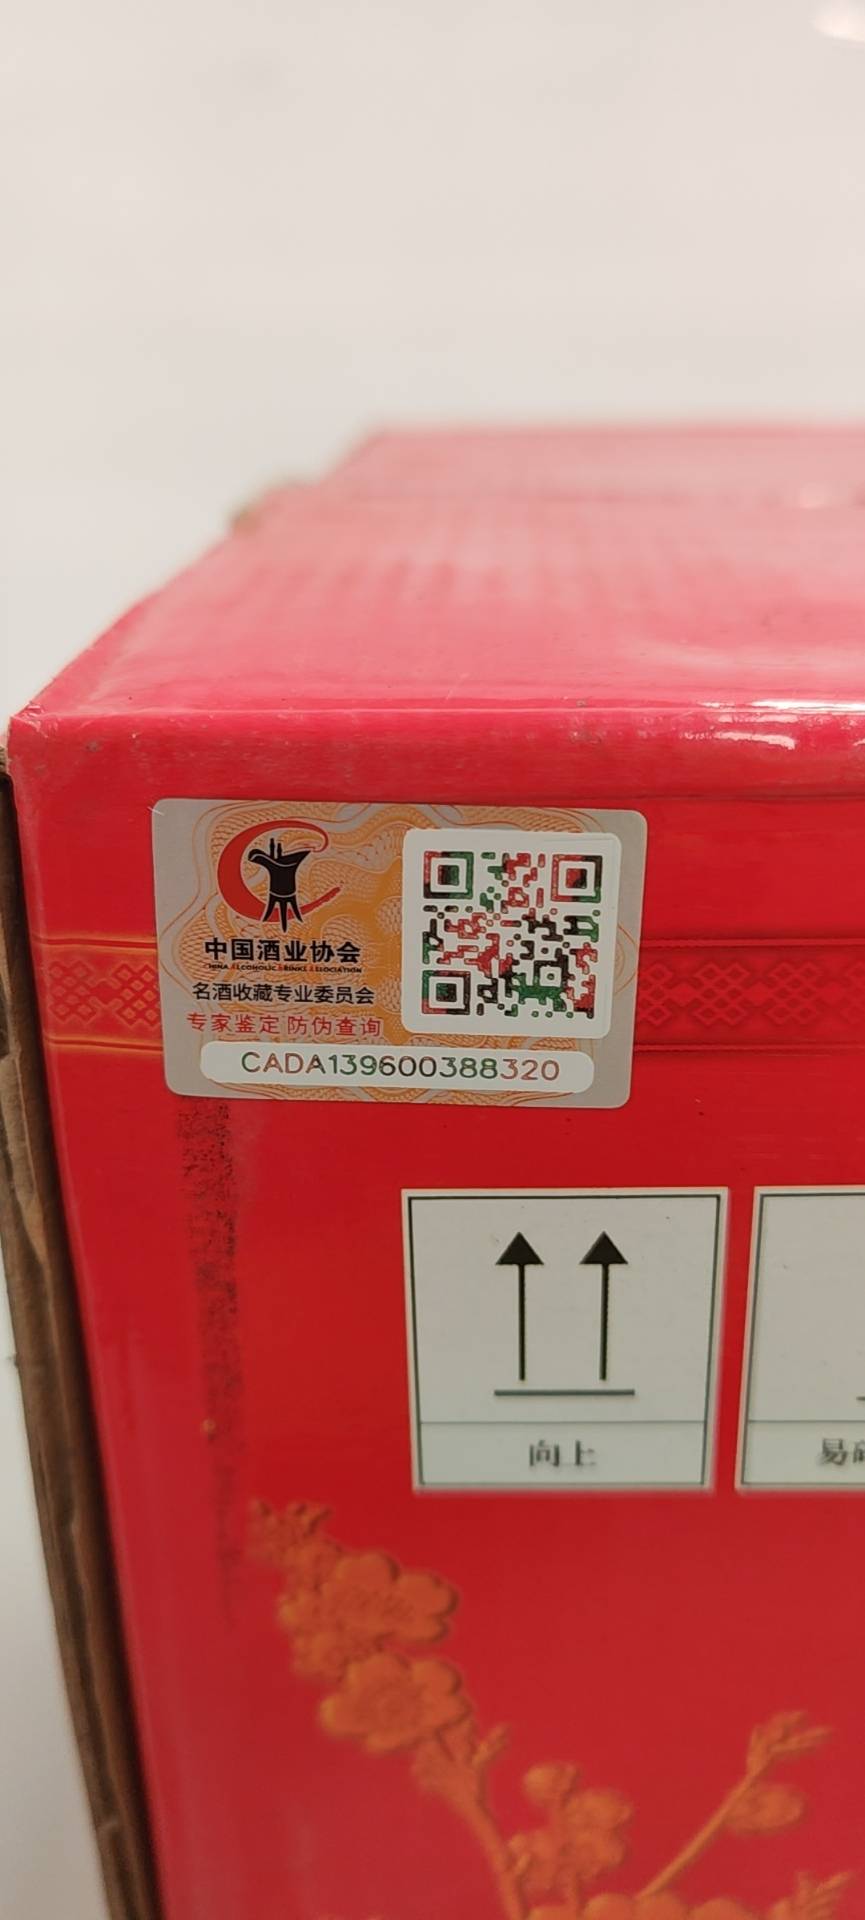 中国酒业协会
CHINA ALCOHOLIC DRINKS ASSOCIATION
名酒收藏专业委员会
专家鉴定 防伪查询
CADA139600388320
向上
易